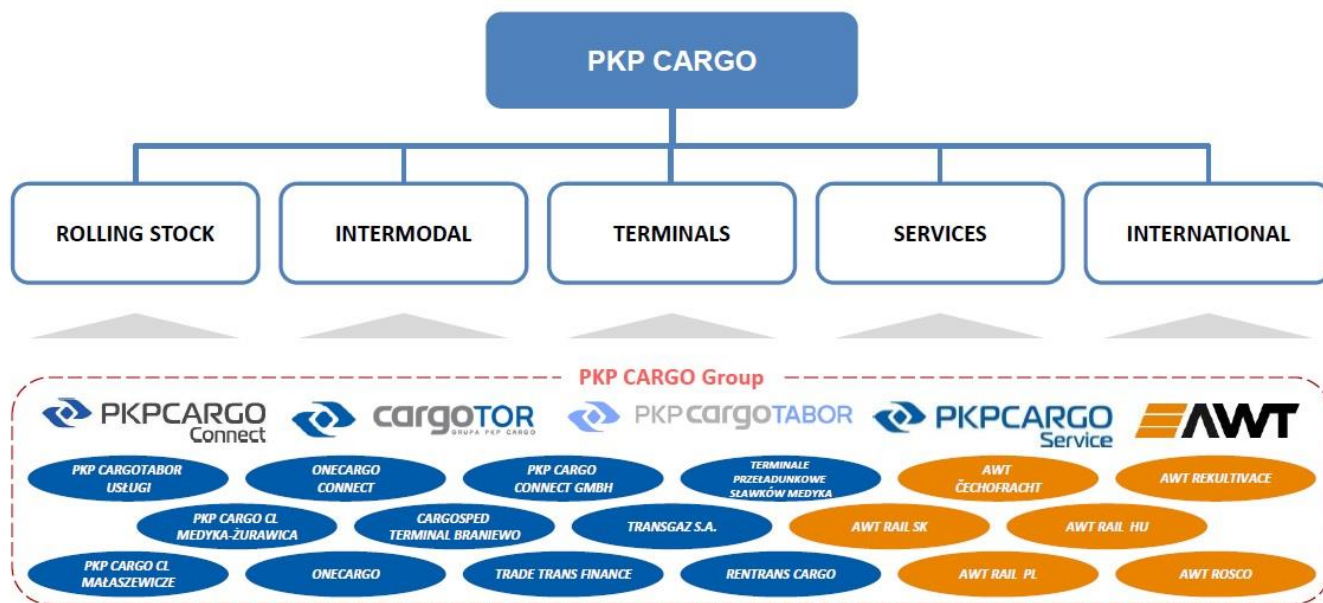 PKP CARGO
ROLLING STOCK
INTERMODAL
TERMINALS
SERVICES
INTERNATIONAL
PKP CARGO Group
PKPCARGO
Connect
cargoTOR
GRUPA PKP CARGO
PKPcargoTABOR
PKPCARGO
Service
AWT
PKP CARGOTABOR
USŁUGI
ONECARGO
CONNECT
PKP CARGO
CONNECT GMBH
TERMINALE
PRZEŁADUNKOWE
SŁAWKÓW MEDYKA
AWT
ČECHOFRACHT
AWT REKULTIVACE
PKP CARGO CL
MEDYKA-ŻURAWICA
CARGOSPED
TERMINAL BRANIEWO
TRANSGAZ S.A.
AWT RAIL SK
AWT RAIL HU
PKP CARGO CL
MAŁASZEWICZE
ONECARGO
TRADE TRANS FINANCE
RENTRANS CARGO
AWT RAIL PL
AWT ROSCO